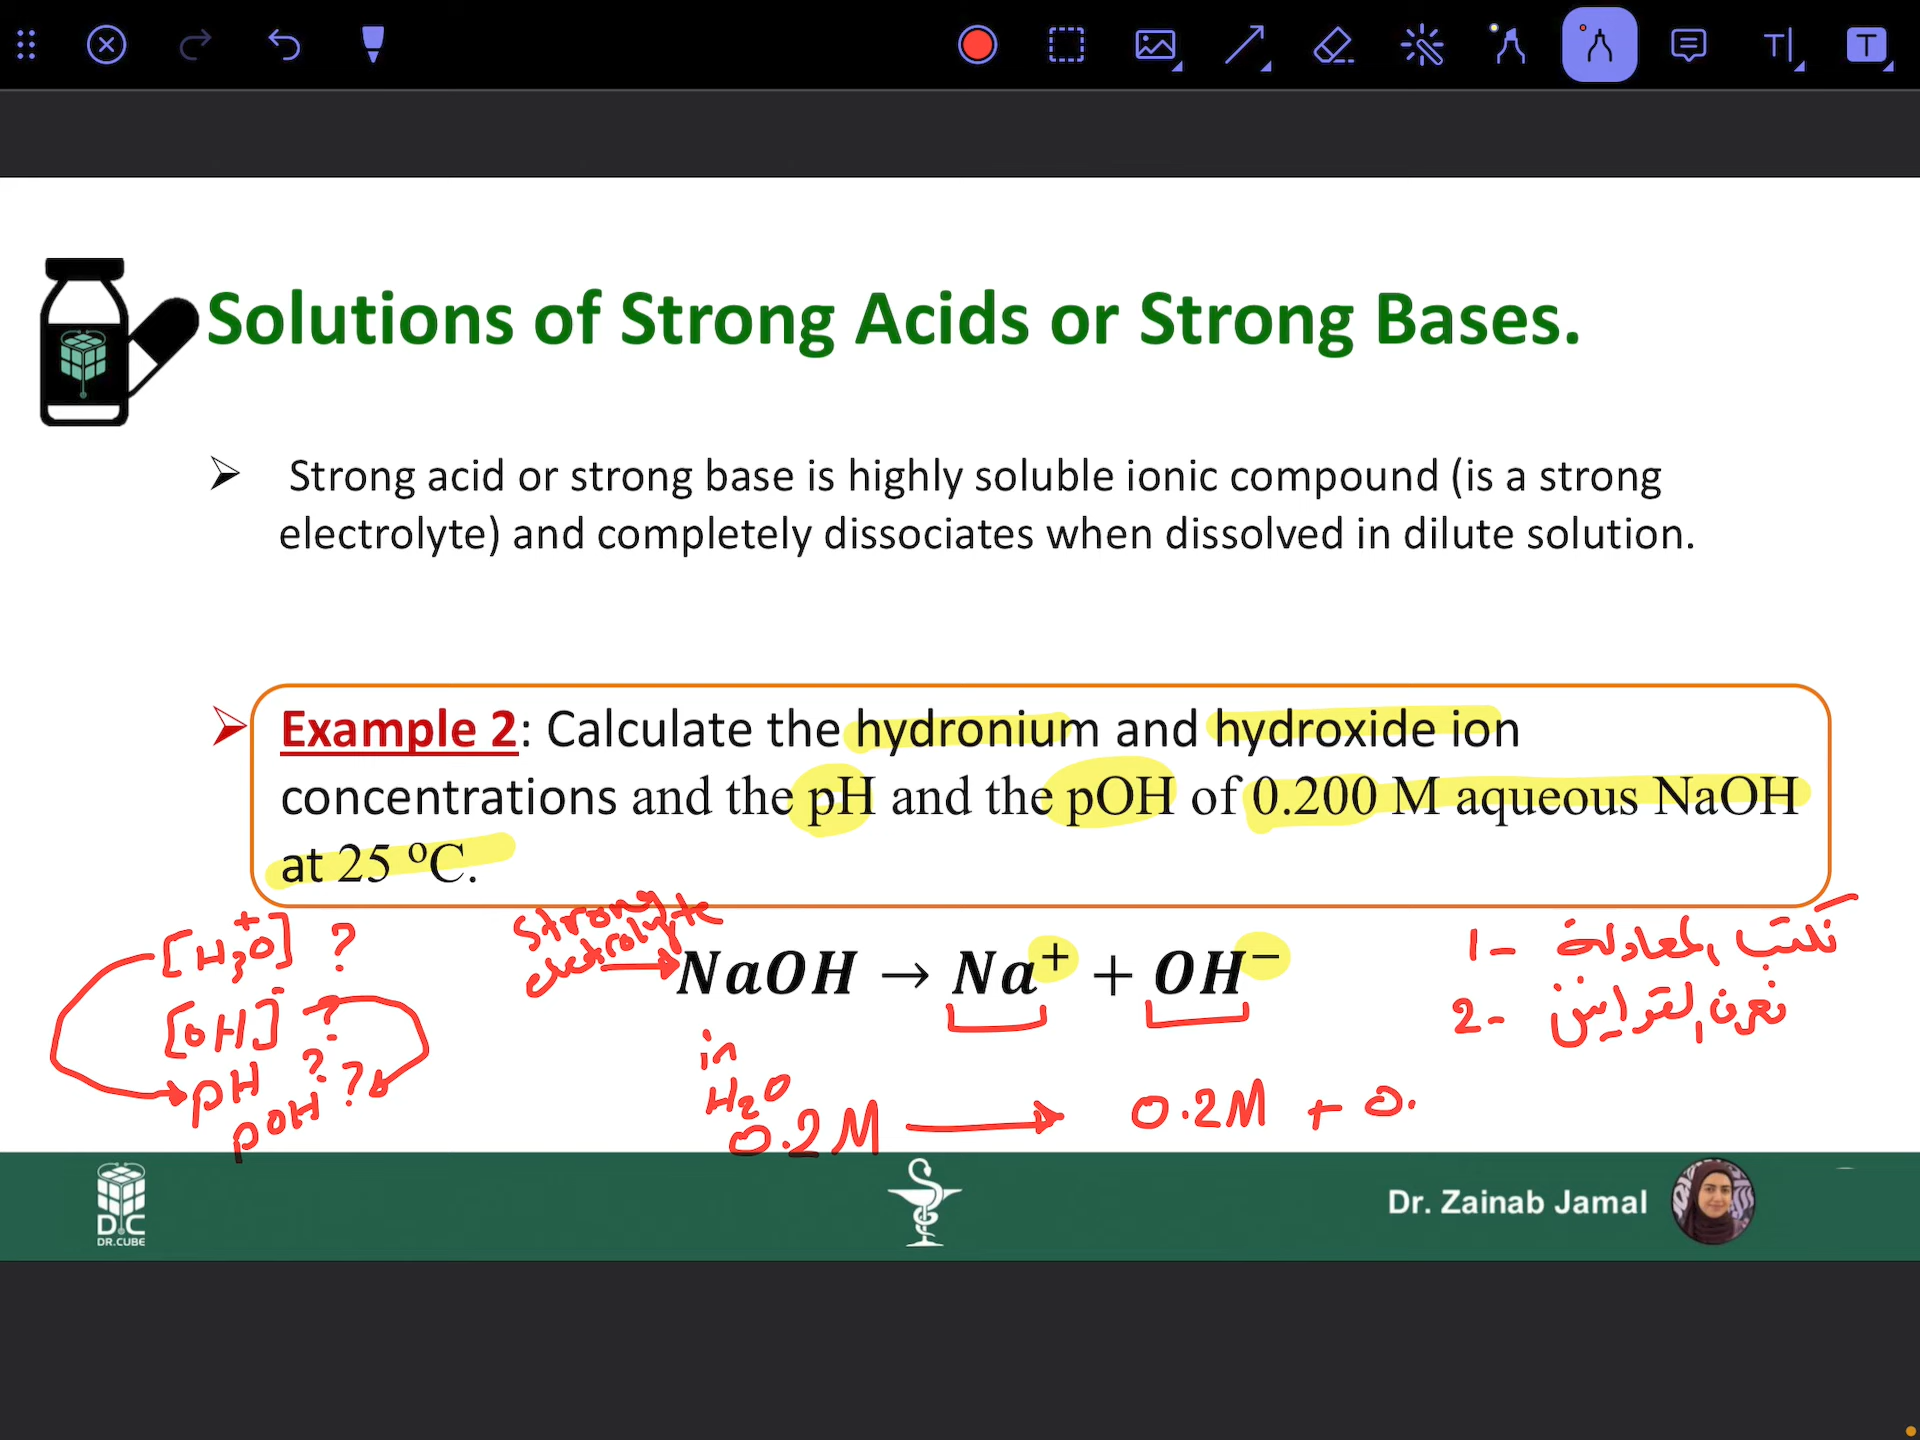 Solutions of Strong Acids or Strong Bases.
➢ Strong acid or strong base is highly soluble ionic compound (is a strong
electrolyte) and completely dissociates when dissolved in dilute solution.
➢ Example 2: Calculate the hydronium and hydroxide ion
concentrations and the pH and the pOH of 0.200 M aqueous NaOH
at 25 ºC.
[H₃O⁺] ?
[OH⁻] ?
pH ?
pOH ?
Strong
electrolyte
NaOH → Na⁺ + OH⁻
in
H₂O
0.2M → 0.2M + 0.
1- نكتب المعادلة
2- نعرف التراكيز
D.C
DR.CUBE
Dr. Zainab Jamal